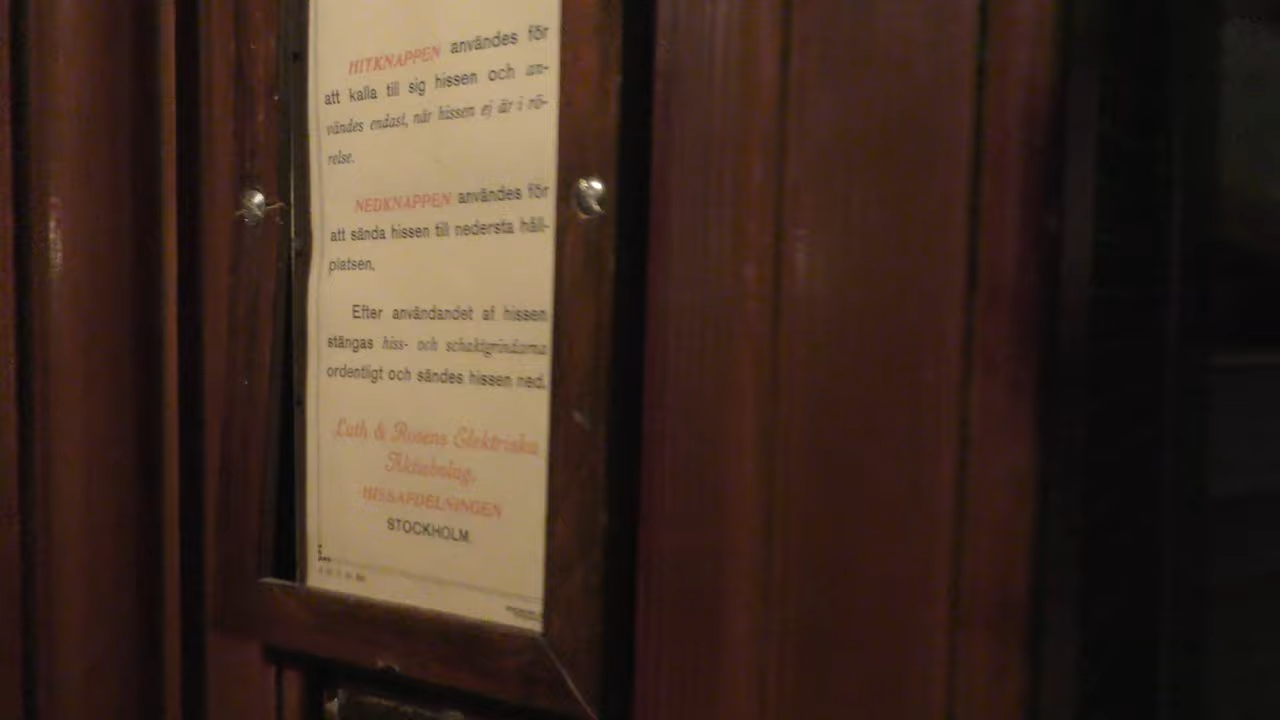 HITKNAPPEN användes för
att kalla till sig hissen och an-
vändes endast, när hissen ej är i rö-
relse.
NEDKNAPPEN användes för
att sända hissen till nedersta håll-
platsen.
Efter användandet af hissen
stängas hiss- och schaktgrindarna
ordentligt och sändes hissen ned.
Luth & Rosens Elektriska
Aktiebolag,
HISSAFDELNINGEN
STOCKHOLM.